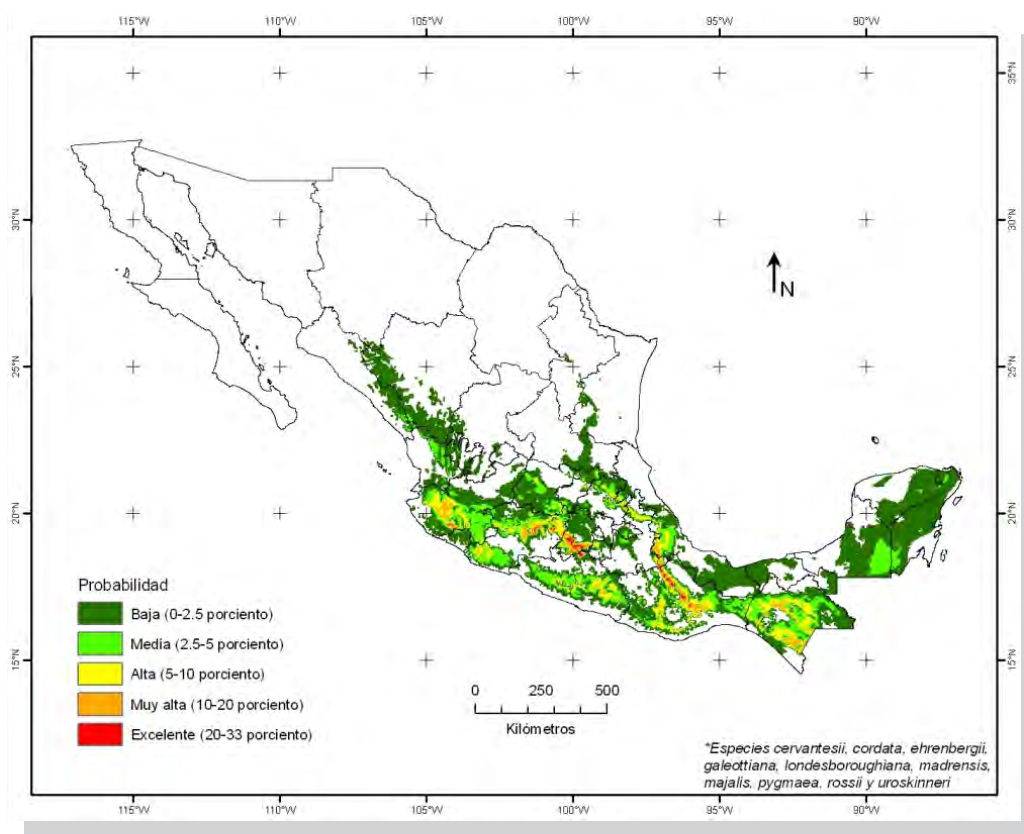 115°W 110°W 105°W 100°W 95°W 90°W
35°N
30°N 30°N
25°N 25°N
20°N 20°N
15°N 15°N
N
Probabilidad
Baja (0-2.5 porciento)
Media (2.5-5 porciento)
Alta (5-10 porciento)
Muy alta (10-20 porciento)
Excelente (20-33 porciento)
0 250 500
Kilómetros
*Especies cervantesii, cordata, ehrenbergii,
galeottiana, londesboroughiana, madrensis,
majalis, pygmaea, rossii y uroskinneri
115°W 110°W 105°W 100°W 95°W 90°W